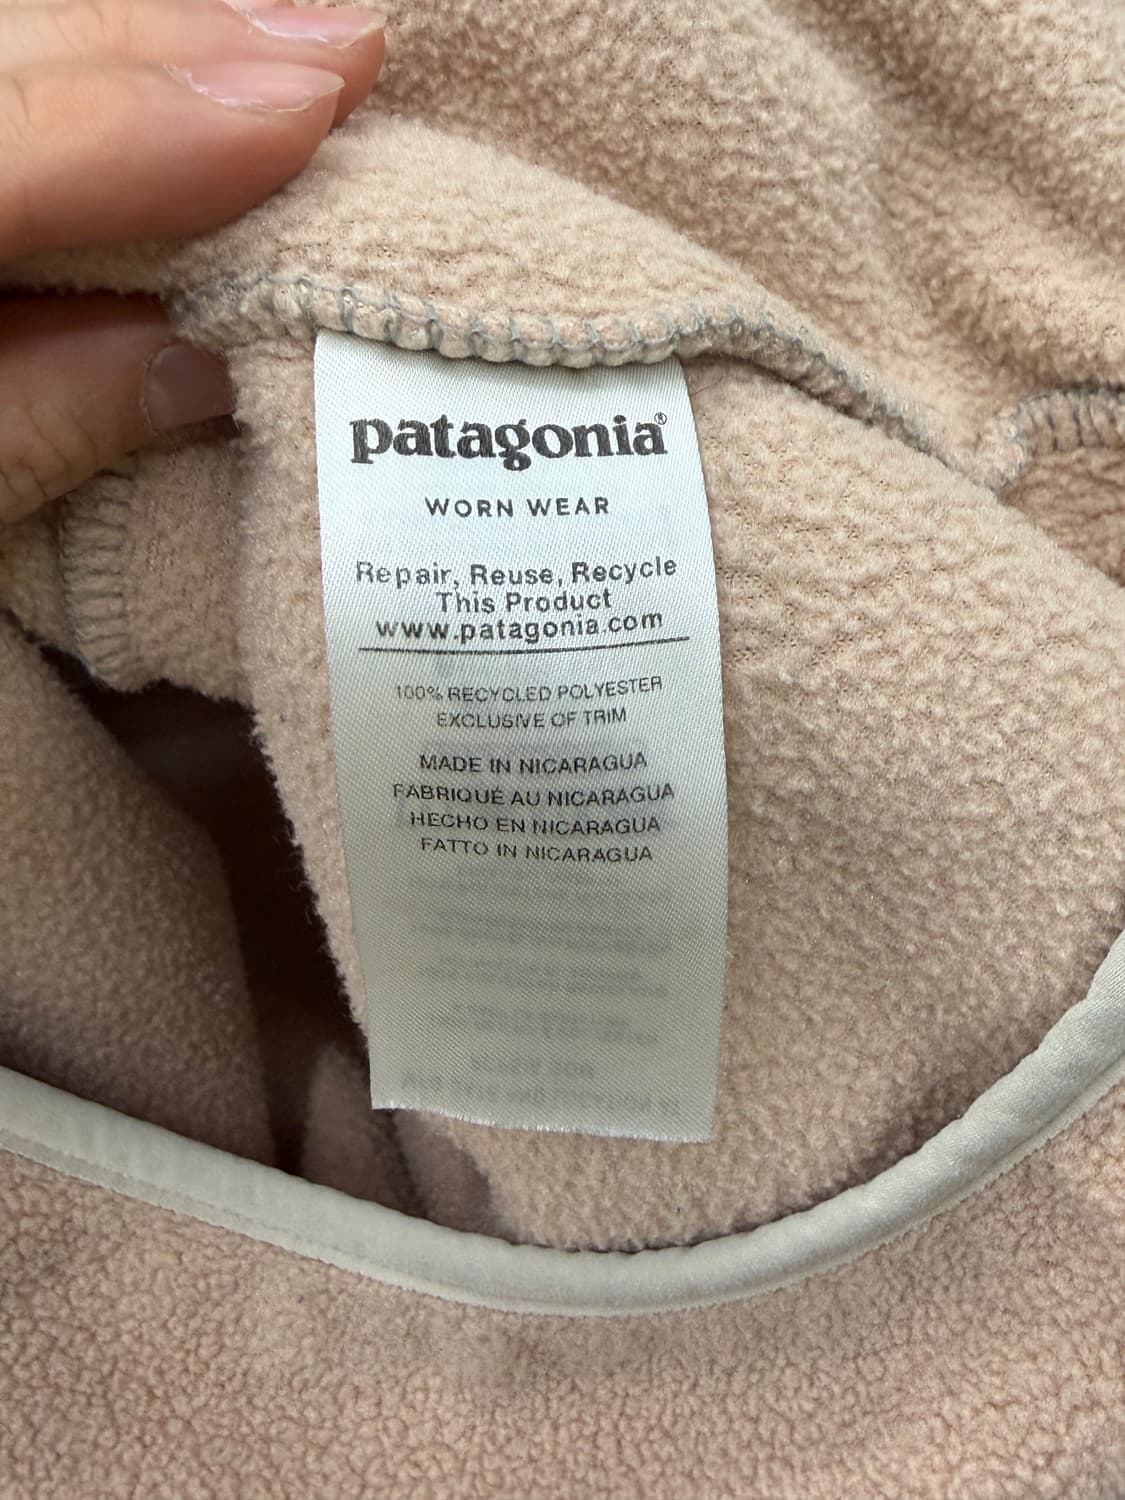 patagonia®
WORN WEAR
Repair, Reuse, Recycle
This Product
www.patagonia.com
100% RECYCLED POLYESTER
EXCLUSIVE OF TRIM
MADE IN NICARAGUA
FABRIQUÉ AU NICARAGUA
HECHO EN NICARAGUA
FATTO IN NICARAGUA